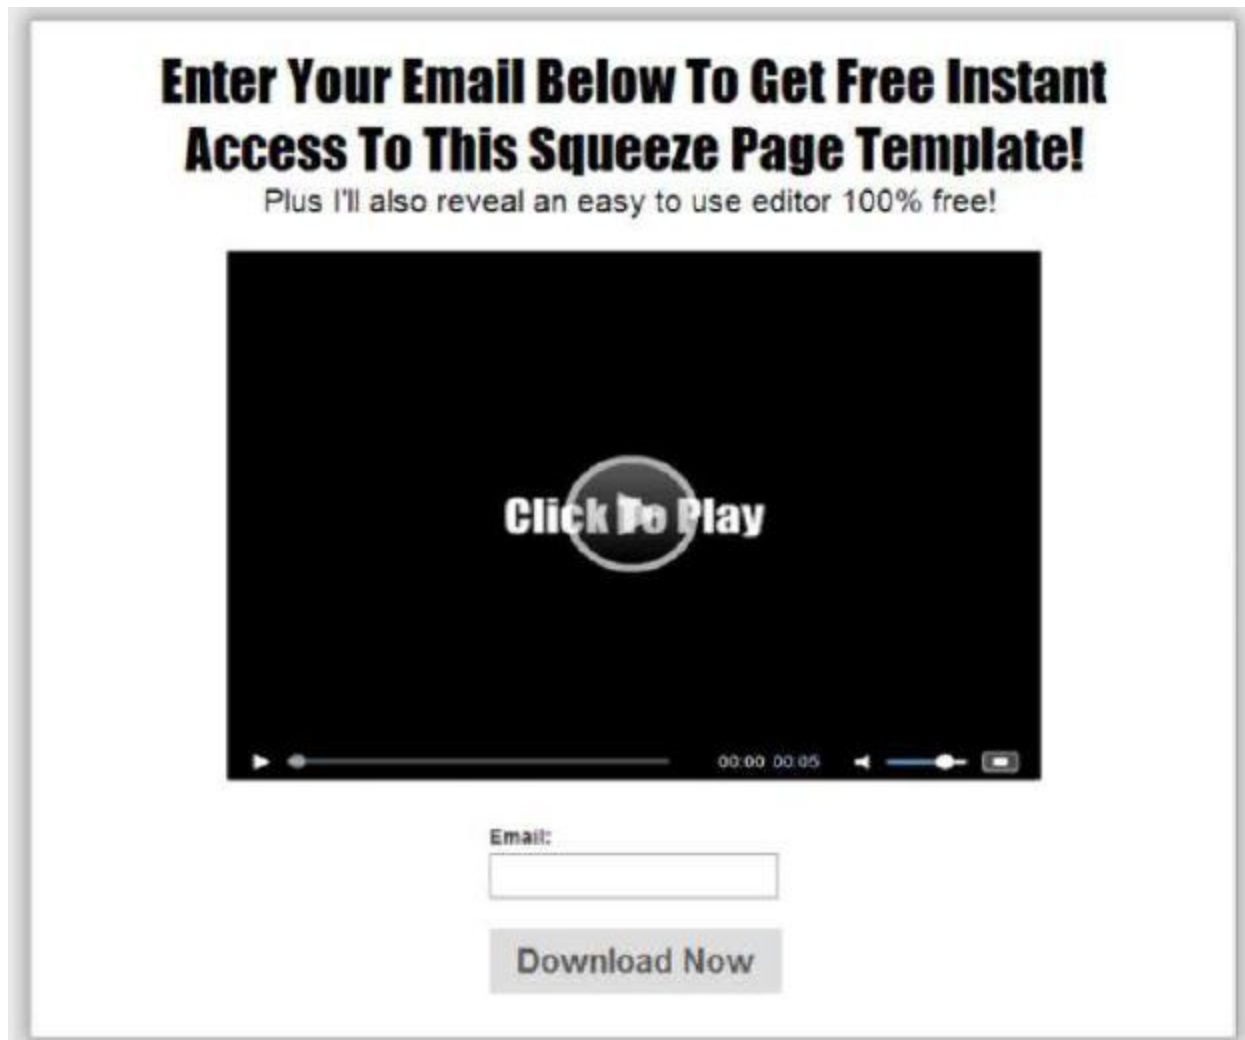 Enter Your Email Below To Get Free Instant
Access To This Squeeze Page Template!
Plus I'll also reveal an easy to use editor 100% free!
Click To Play
00:00 00:05
Email:
Download Now